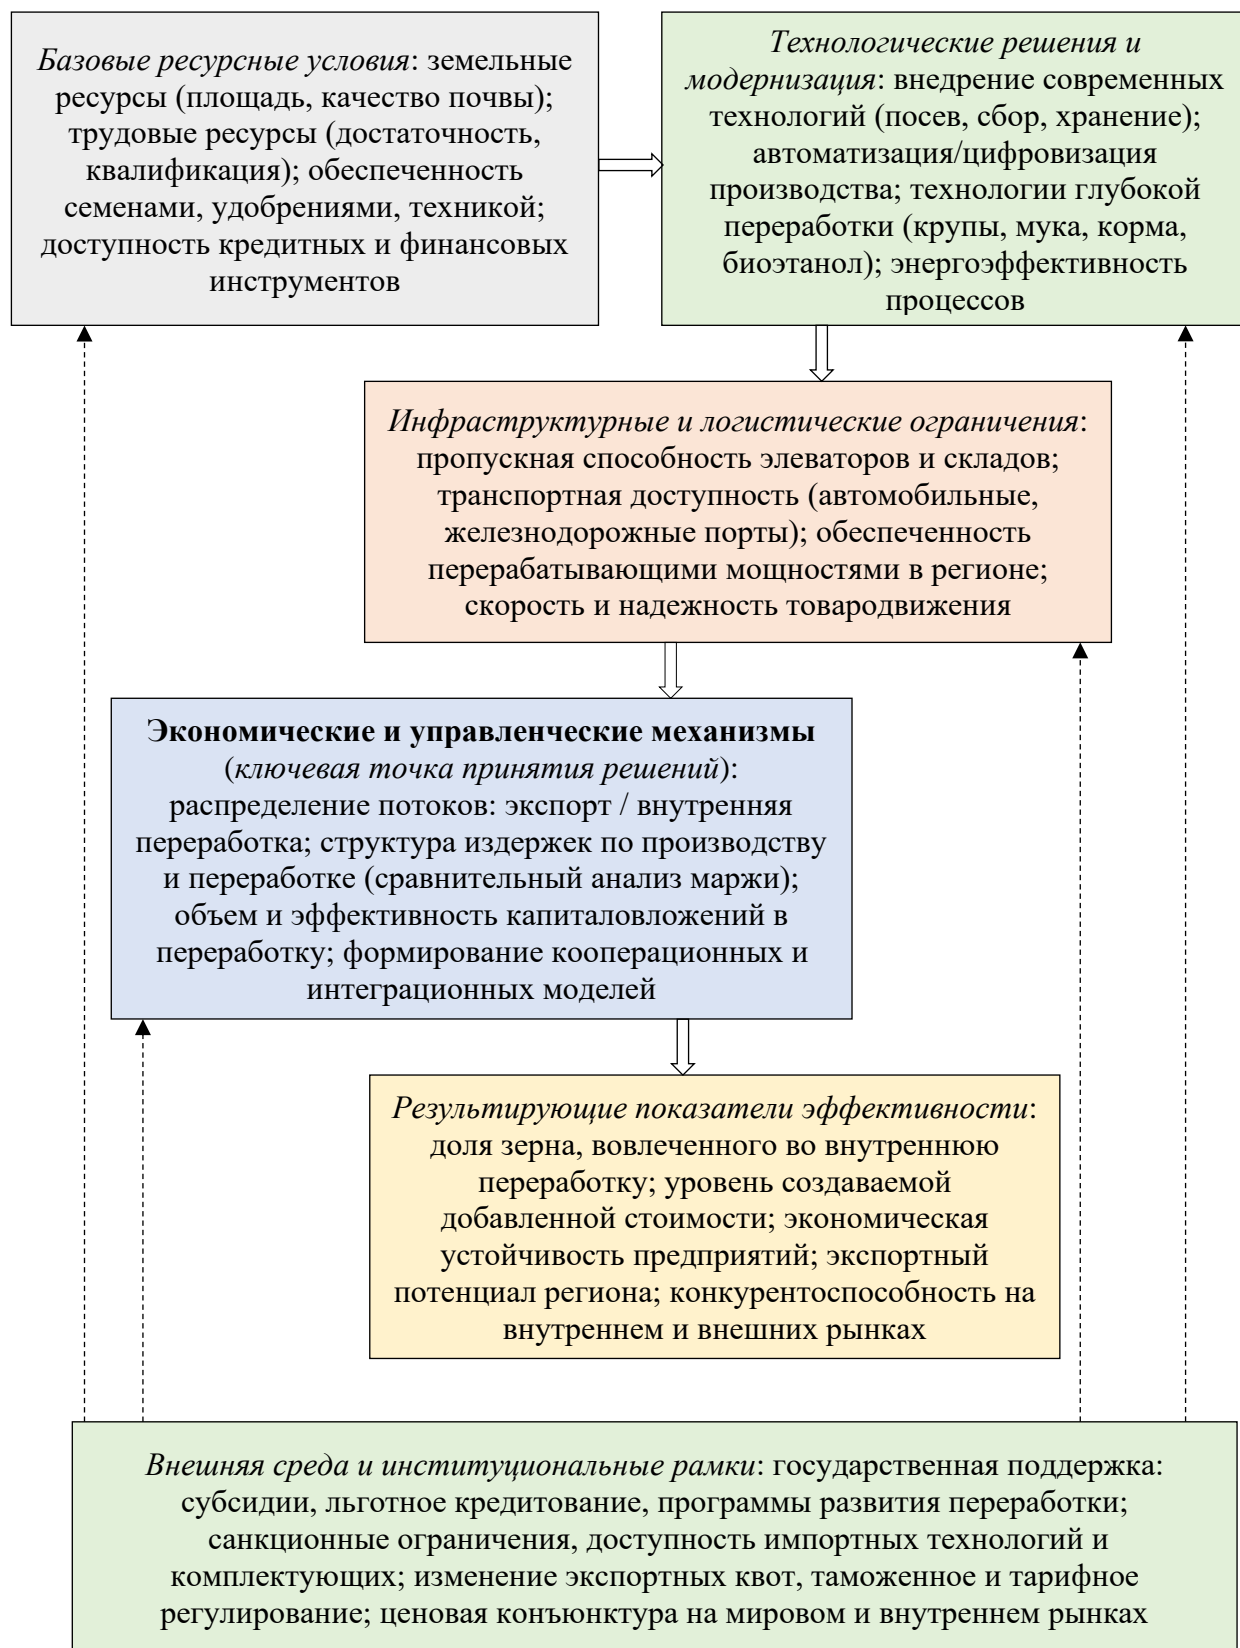 Базовые ресурсные условия: земельные
ресурсы (площадь, качество почвы);
трудовые ресурсы (достаточность,
квалификация); обеспеченность
семенами, удобрениями, техникой;
доступность кредитных и финансовых
инструментов
Технологические решения и
модернизация: внедрение современных
технологий (посев, сбор, хранение);
автоматизация/цифровизация
производства; технологии глубокой
переработки (крупы, мука, корма,
биоэтанол); энергоэффективность
процессов
Инфраструктурные и логистические ограничения:
пропускная способность элеваторов и складов;
транспортная доступность (автомобильные,
железнодорожные порты); обеспеченность
перерабатывающими мощностями в регионе;
скорость и надежность товародвижения
Экономические и управленческие механизмы
(ключевая точка принятия решений):
распределение потоков: экспорт / внутренняя
переработка; структура издержек по производству
и переработке (сравнительный анализ маржи);
объем и эффективность капиталовложений в
переработку; формирование кооперационных и
интеграционных моделей
Результирующие показатели эффективности:
доля зерна, вовлеченного во внутреннюю
переработку; уровень создаваемой
добавленной стоимости; экономическая
устойчивость предприятий; экспортный
потенциал региона; конкурентоспособность на
внутреннем и внешних рынках
Внешняя среда и институциональные рамки: государственная поддержка:
субсидии, льготное кредитование, программы развития переработки;
санкционные ограничения, доступность импортных технологий и
комплектующих; изменение экспортных квот, таможенное и тарифное
регулирование; ценовая конъюнктура на мировом и внутреннем рынках